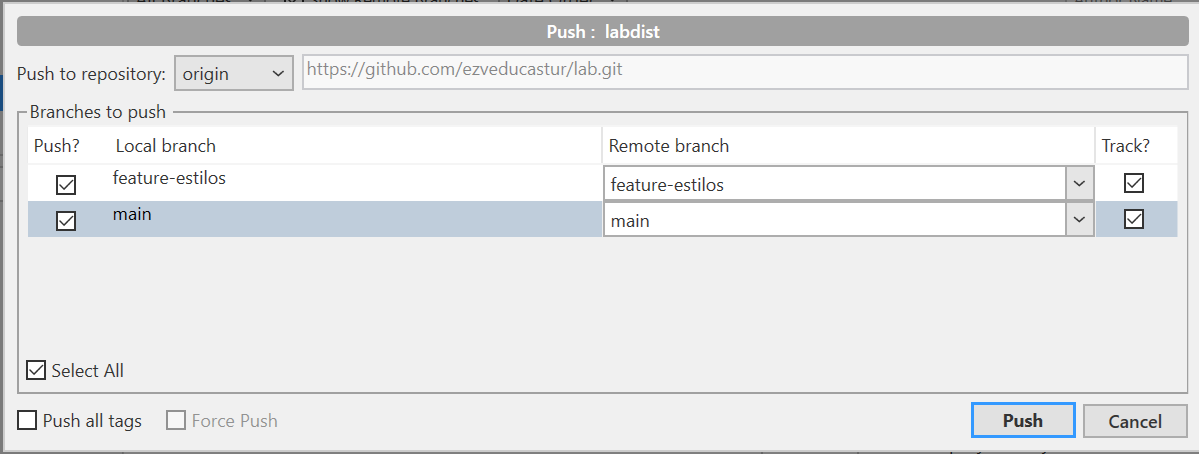 Push : labdist
Push to repository: origin https://github.com/ezveducastur/lab.git
Branches to push
Push? Local branch Remote branch Track?
feature-estilos feature-estilos
main main
Select All
Push all tags Force Push Push Cancel